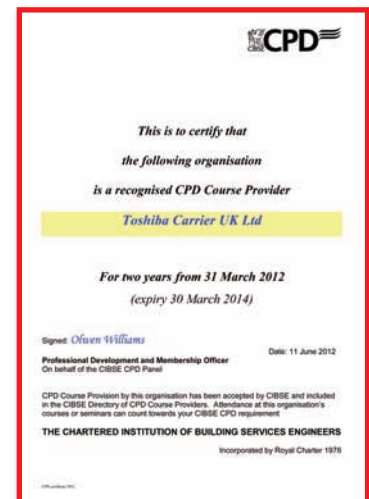 CPD
This is to certify that
the following organisation
is a recognised CPD Course Provider
Toshiba Carrier UK Ltd
For two years from 31 March 2012
(expiry 30 March 2014)
Signed: Olwen Williams
Date: 11 June 2012
Professional Development and Membership Officer
On behalf of the CIBSE CPD Panel
CPD Course Provision by this organisation has been accepted by CIBSE and included
in the CIBSE Directory of CPD Course Providers. Attendance at this organisation's
courses or seminars can count towards your CIBSE CPD requirement
THE CHARTERED INSTITUTION OF BUILDING SERVICES ENGINEERS
Incorporated by Royal Charter 1976